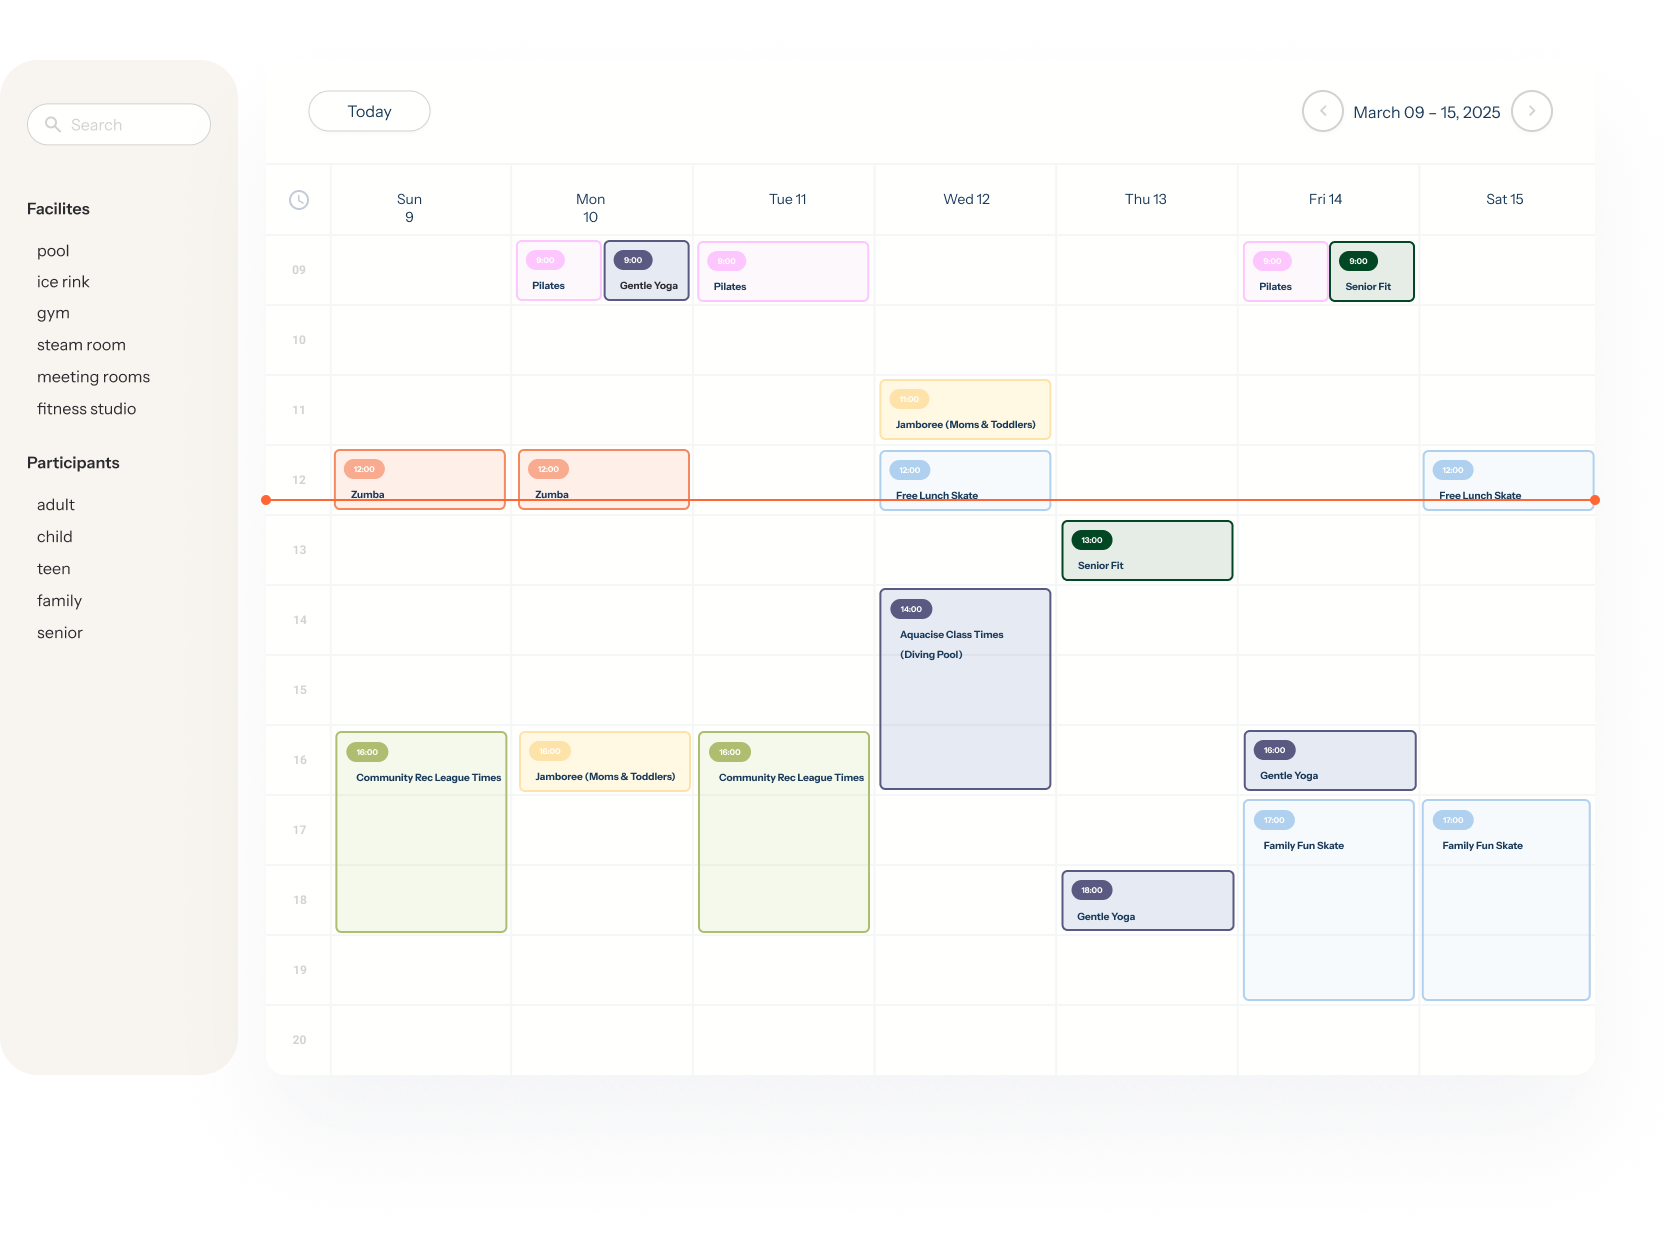 Search
Facilites
pool
ice rink
gym
steam room
meeting rooms
fitness studio
Participants
adult
child
teen
family
senior
Today
March 09 – 15, 2025
Sun
9
Mon
10
Tue 11
Wed 12
Thu 13
Fri 14
Sat 15
09
9:00
Pilates
9:00
Gentle Yoga
9:00
Pilates
9:00
Pilates
9:00
Senior Fit
10
11
11:00
Jamboree (Moms & Toddlers)
12
12:00
Zumba
12:00
Zumba
12:00
Free Lunch Skate
12:00
Free Lunch Skate
13
13:00
Senior Fit
14
14:00
Aquacise Class Times
(Diving Pool)
15
16
16:00
Community Rec League Times
16:00
Jamboree (Moms & Toddlers)
16:00
Community Rec League Times
16:00
Gentle Yoga
17
17:00
Family Fun Skate
17:00
Family Fun Skate
18
18:00
Gentle Yoga
19
20